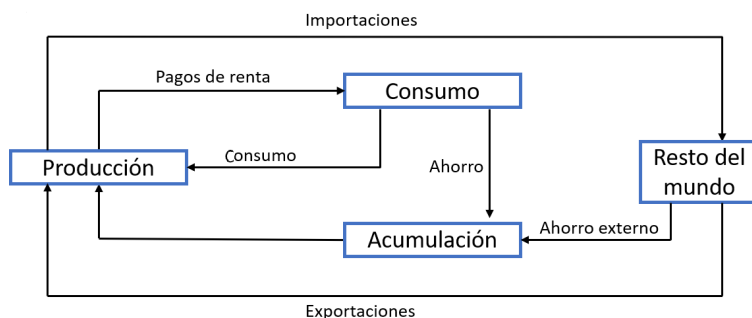 Importaciones
Pagos de renta
Consumo
Producción
Consumo
Ahorro
Resto del
mundo
Acumulación
Ahorro externo
Exportaciones